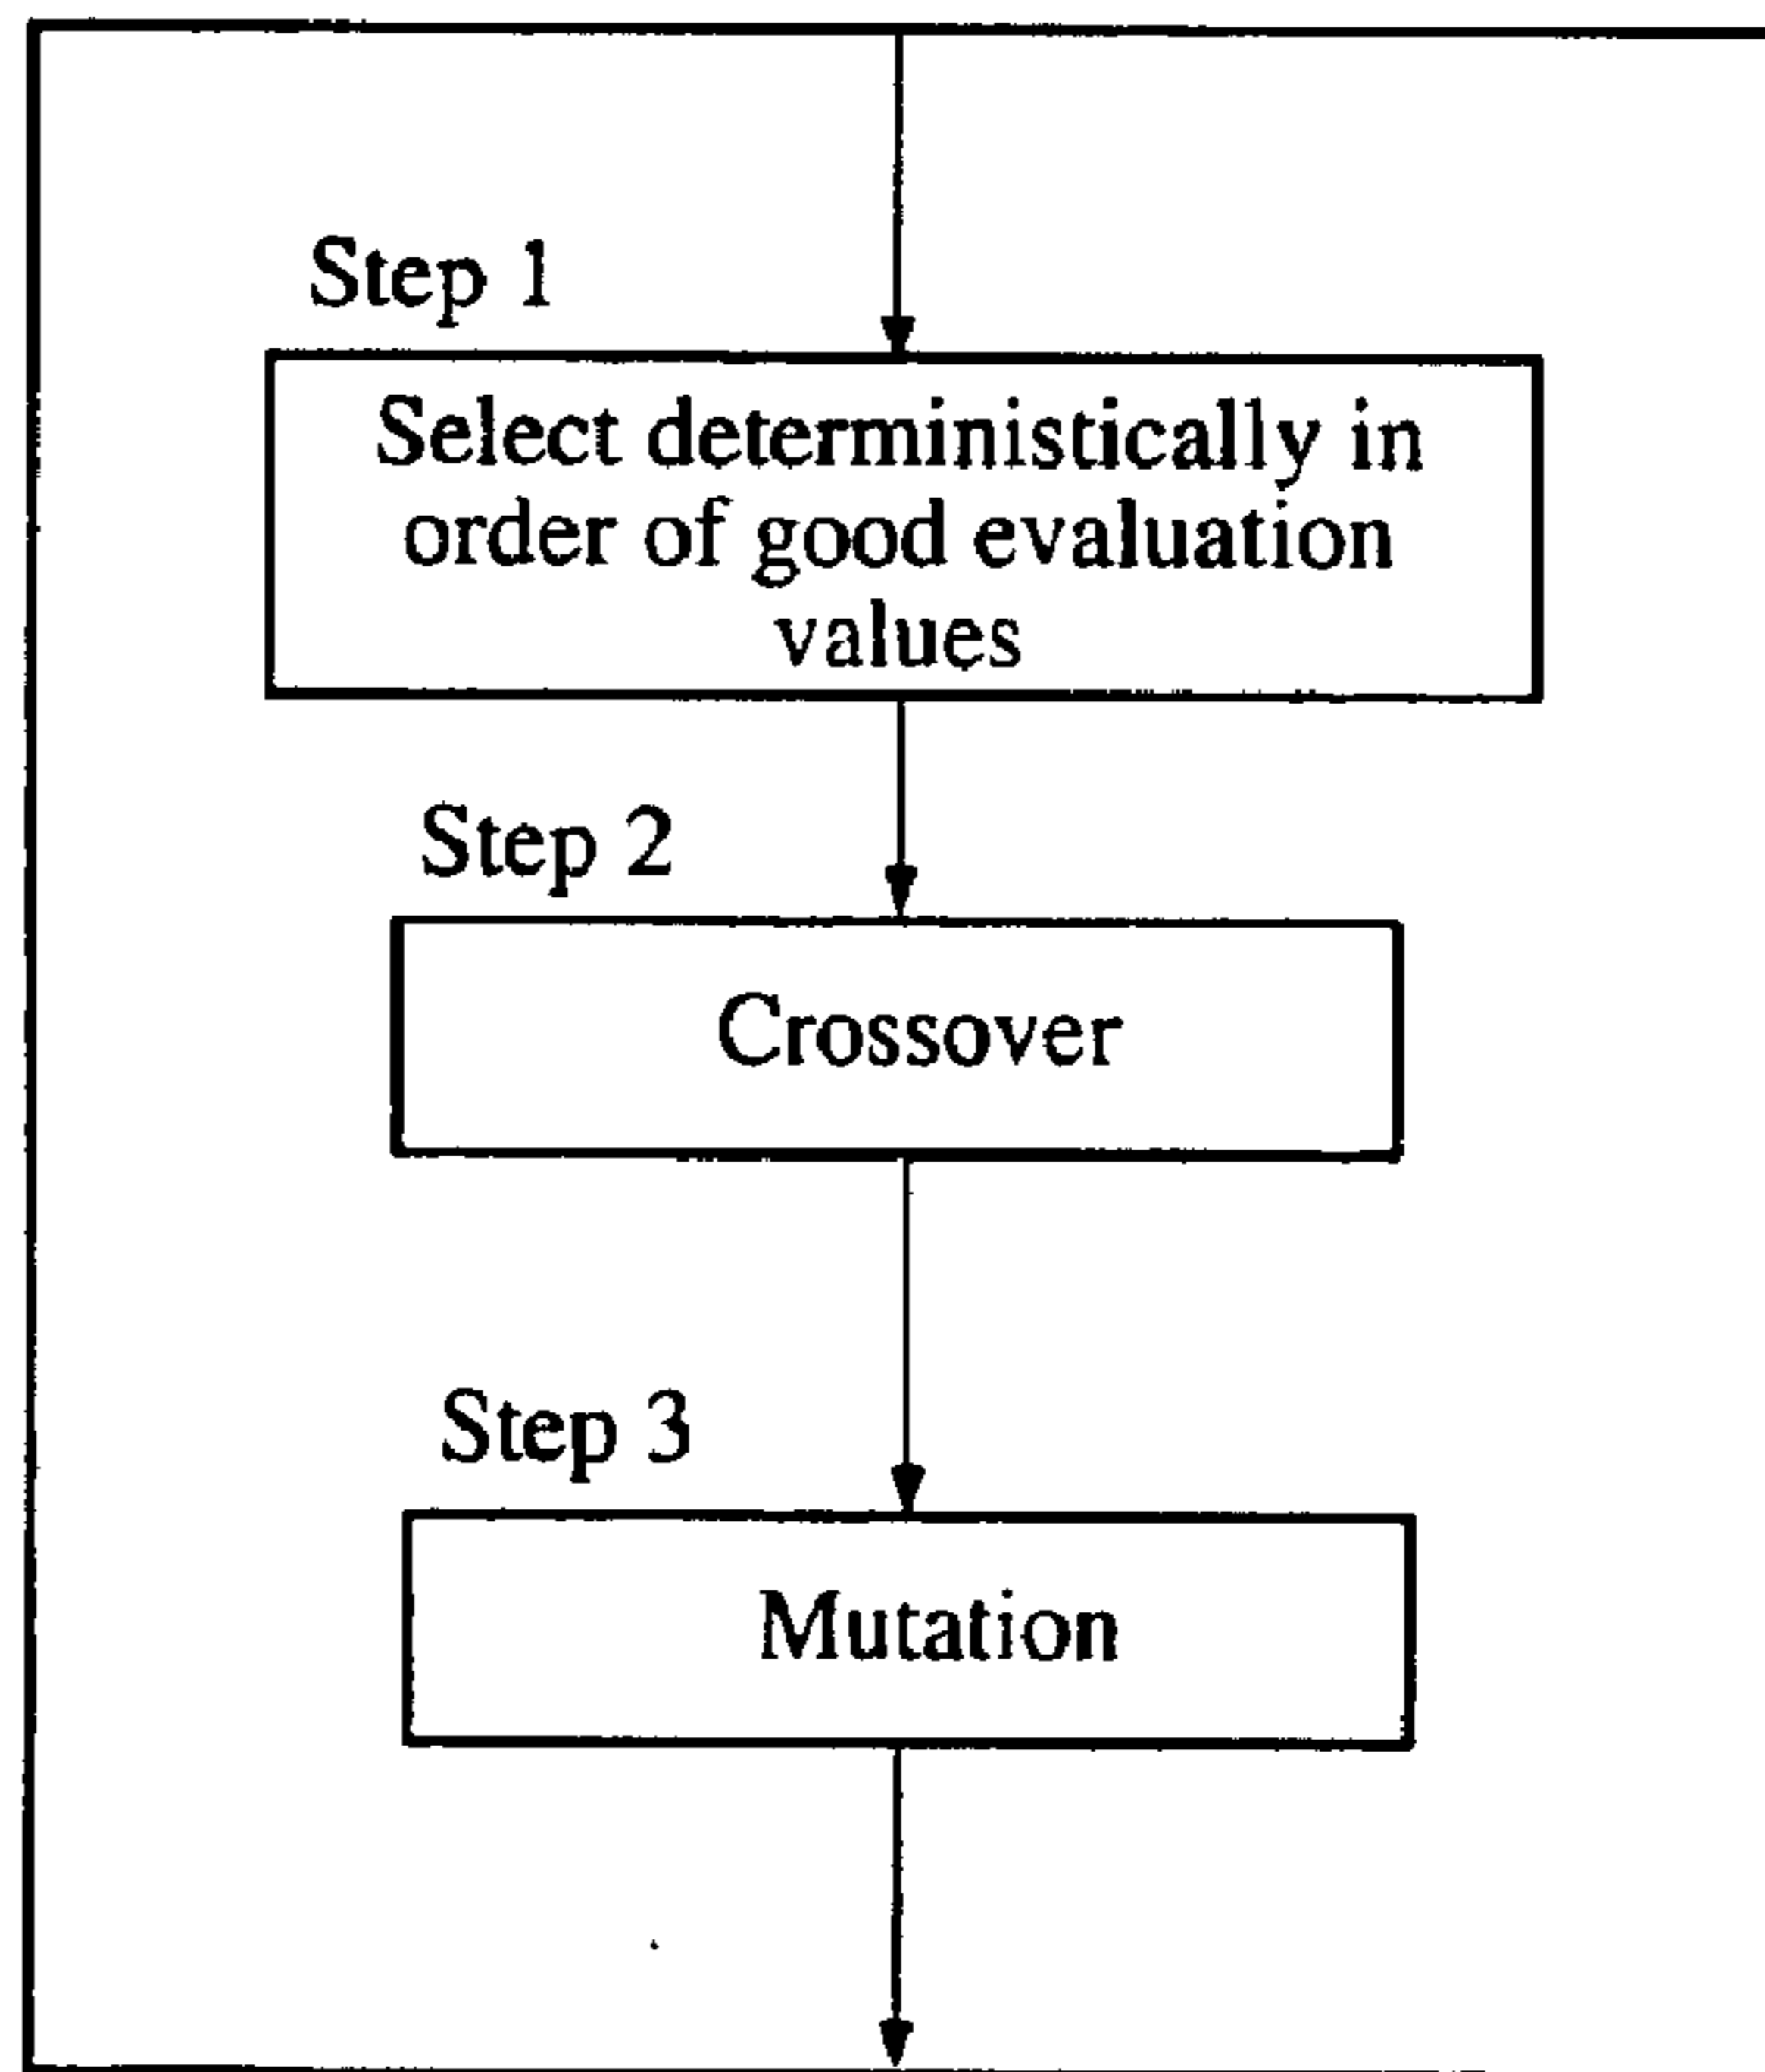 Step 1
Select deterministically in
order of good evaluation
values
Step 2
Crossover
Step 3
Mutation